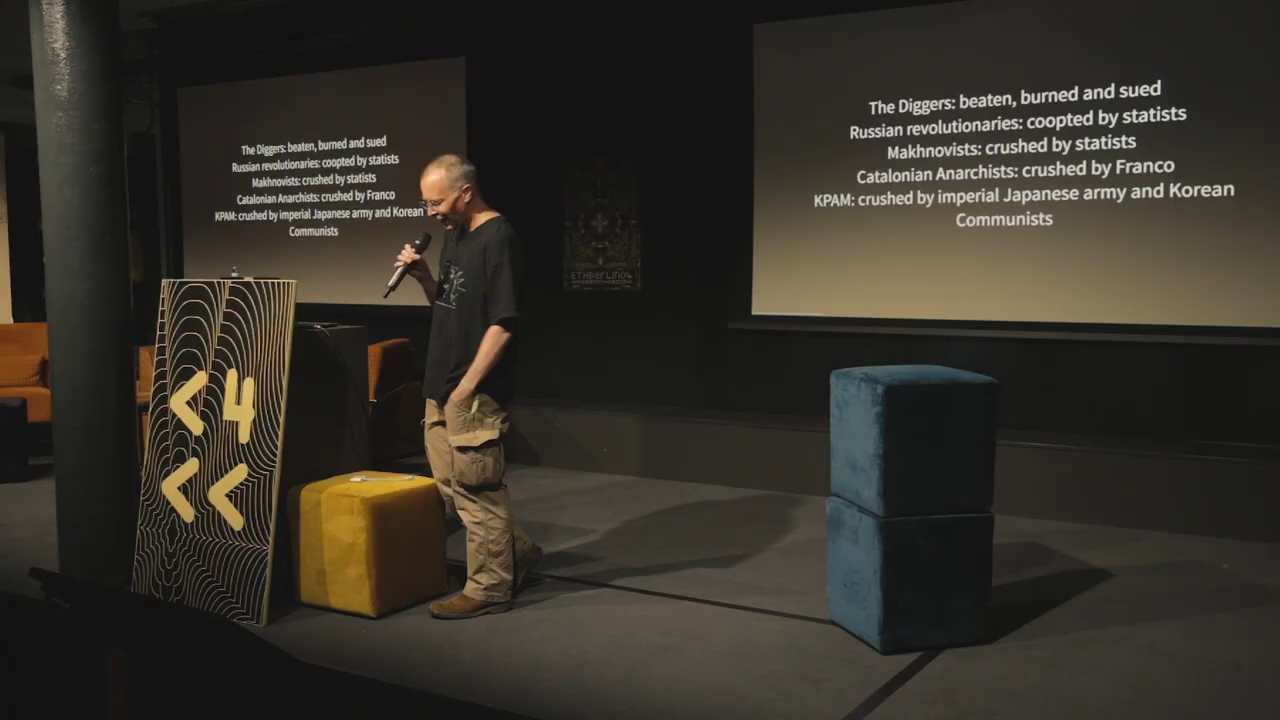 The Diggers: beaten, burned and sued
Russian revolutionaries: coopted by statists
Makhnovists: crushed by statists
Catalonian Anarchists: crushed by Franco
KPAM: crushed by imperial Japanese army and Korean
Communists
The Diggers: beaten, burned and sued
Russian revolutionaries: coopted by statists
Makhnovists: crushed by statists
Catalonian Anarchists: crushed by Franco
KPAM: crushed by imperial Japanese army and Korean
Communists
ETHBERLIN04
<4
<<